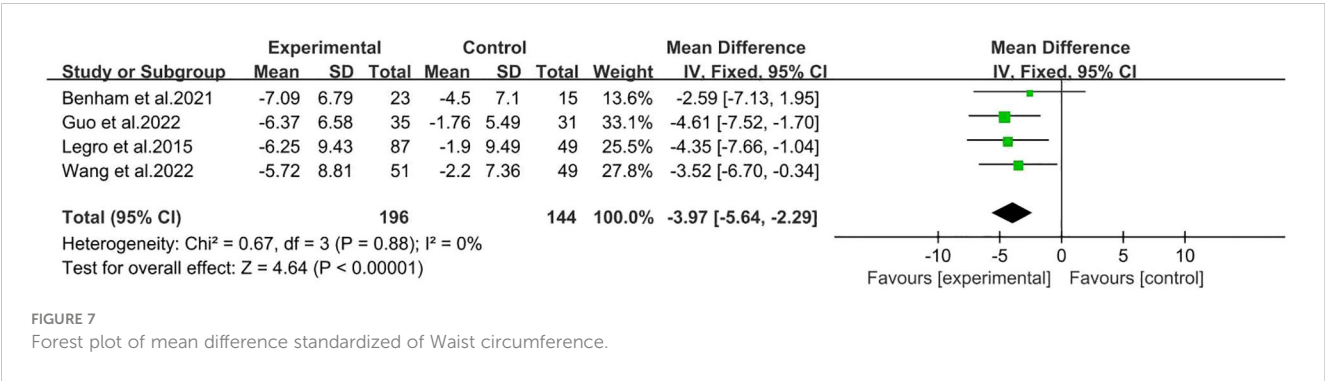 Experimental Control Mean Difference Mean Difference
Study or Subgroup Mean SD Total Mean SD Total Weight IV, Fixed, 95% CI IV, Fixed, 95% CI
Benham et al.2021 -7.09 6.79 23 -4.5 7.1 15 13.6% -2.59 [-7.13, 1.95]
Guo et al.2022 -6.37 6.58 35 -1.76 5.49 31 33.1% -4.61 [-7.52, -1.70]
Legro et al.2015 -6.25 9.43 87 -1.9 9.49 49 25.5% -4.35 [-7.66, -1.04]
Wang et al.2022 -5.72 8.81 51 -2.2 7.36 49 27.8% -3.52 [-6.70, -0.34]
Total (95% CI) 196 144 100.0% -3.97 [-5.64, -2.29]
Heterogeneity: Chi² = 0.67, df = 3 (P = 0.88); I² = 0%
Test for overall effect: Z = 4.64 (P < 0.00001)
-10 -5 0 5 10
Favours [experimental] Favours [control]
FIGURE 7
Forest plot of mean difference standardized of Waist circumference.